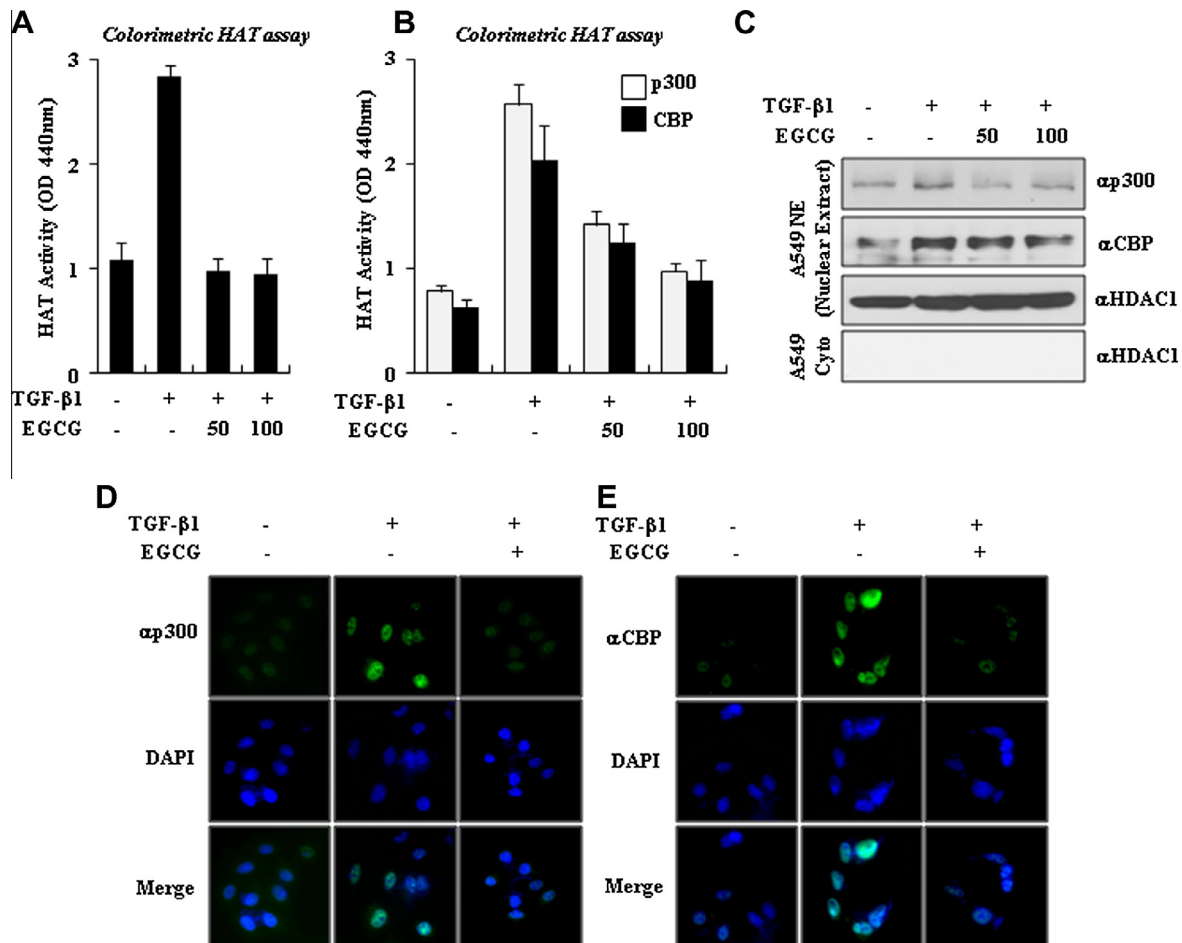 A
Colorimetric HAT assay
HAT Activity (OD 440nm)
3
2
1
0
TGF-β1 - + + +
EGCG - - 50 100
B
Colorimetric HAT assay
HAT Activity (OD 440nm)
3
2
1
0
p300
CBP
TGF-β1 - + + +
EGCG - - 50 100
C
TGF-β1 - + + +
EGCG - - 50 100
A549 NE
(Nuclear Extract)
αp300
αCBP
αHDAC1
A549
Cyto
αHDAC1
D
TGF-β1 - + +
EGCG - - +
αp300
DAPI
Merge
E
TGF-β1 - + +
EGCG - - +
αCBP
DAPI
Merge